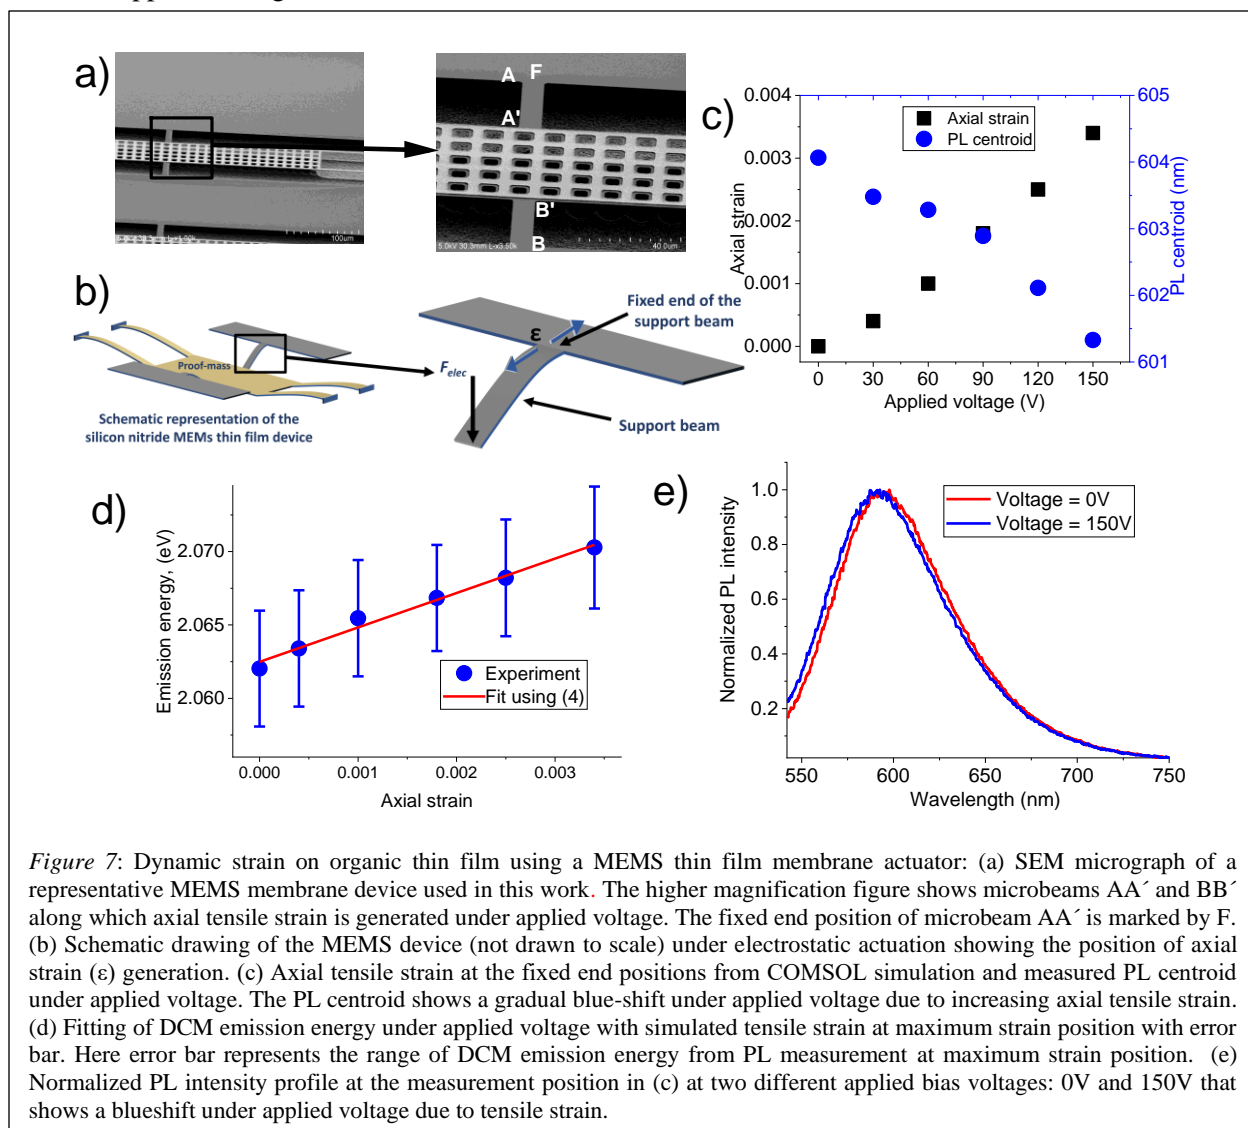 a)
A F
A'
B'
B
100um
5.0kV 30.3mm L-x3.50k
40.0um
c)
0.004
0.003
0.002
0.001
0.000
Axial strain
Axial strain
PL centroid
605
604
603
602
601
PL centroid (nm)
0 30 60 90 120 150
Applied voltage (V)
b)
Proof-mass
Schematic representation of the
silicon nitride MEMs thin film device
Fixed end of the
support beam
ε
Felec
Support beam
d)
2.070
2.065
2.060
Emission energy, (eV)
Experiment
Fit using (4)
0.000 0.001 0.002 0.003
Axial strain
e)
1.0
0.8
0.6
0.4
0.2
Normalized PL intensity
Voltage = 0V
Voltage = 150V
550 600 650 700 750
Wavelength (nm)
Figure 7: Dynamic strain on organic thin film using a MEMS thin film membrane actuator: (a) SEM micrograph of a
representative MEMS membrane device used in this work. The higher magnification figure shows microbeams AA´ and BB´
along which axial tensile strain is generated under applied voltage. The fixed end position of microbeam AA´ is marked by F.
(b) Schematic drawing of the MEMS device (not drawn to scale) under electrostatic actuation showing the position of axial
strain (ε) generation. (c) Axial tensile strain at the fixed end positions from COMSOL simulation and measured PL centroid
under applied voltage. The PL centroid shows a gradual blue-shift under applied voltage due to increasing axial tensile strain.
(d) Fitting of DCM emission energy under applied voltage with simulated tensile strain at maximum strain position with error
bar. Here error bar represents the range of DCM emission energy from PL measurement at maximum strain position. (e)
Normalized PL intensity profile at the measurement position in (c) at two different applied bias voltages: 0V and 150V that
shows a blueshift under applied voltage due to tensile strain.